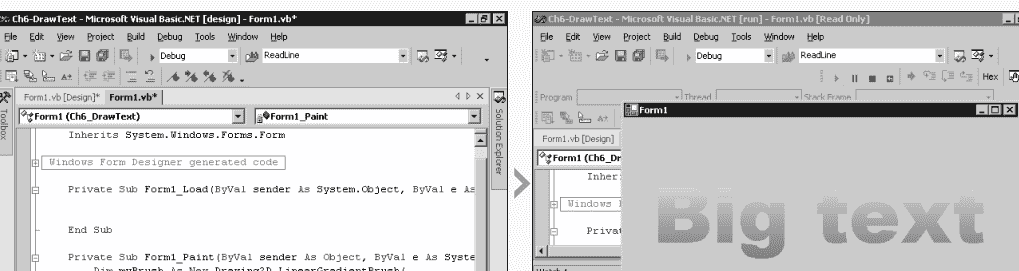 Ch6-DrawText - Microsoft Visual Basic.NET [design] - Form1.vb*
File Edit View Project Build Debug Tools Window Help
Debug ReadLine
Form1.vb [Design]* Form1.vb*
Form1 (Ch6_DrawText) Form1_Paint
Toolbox
Solution Explorer
Inherits System.Windows.Forms.Form
Windows Form Designer generated code
Private Sub Form1_Load(ByVal sender As System.Object, ByVal e As
End Sub
Private Sub Form1_Paint(ByVal sender As Object, ByVal e As Syste
Dim myBrush As New Drawing2D.LinearGradientBrush(
Ch6-DrawText - Microsoft Visual Basic.NET [run] - Form1.vb [Read Only]
File Edit View Project Build Debug Tools Window Help
Debug ReadLine
Hex
Program Thread Stack Frame
Form1
Form1.vb [Design]
Form1 (Ch6_Dr
Inher
Windows
Priva
Big text